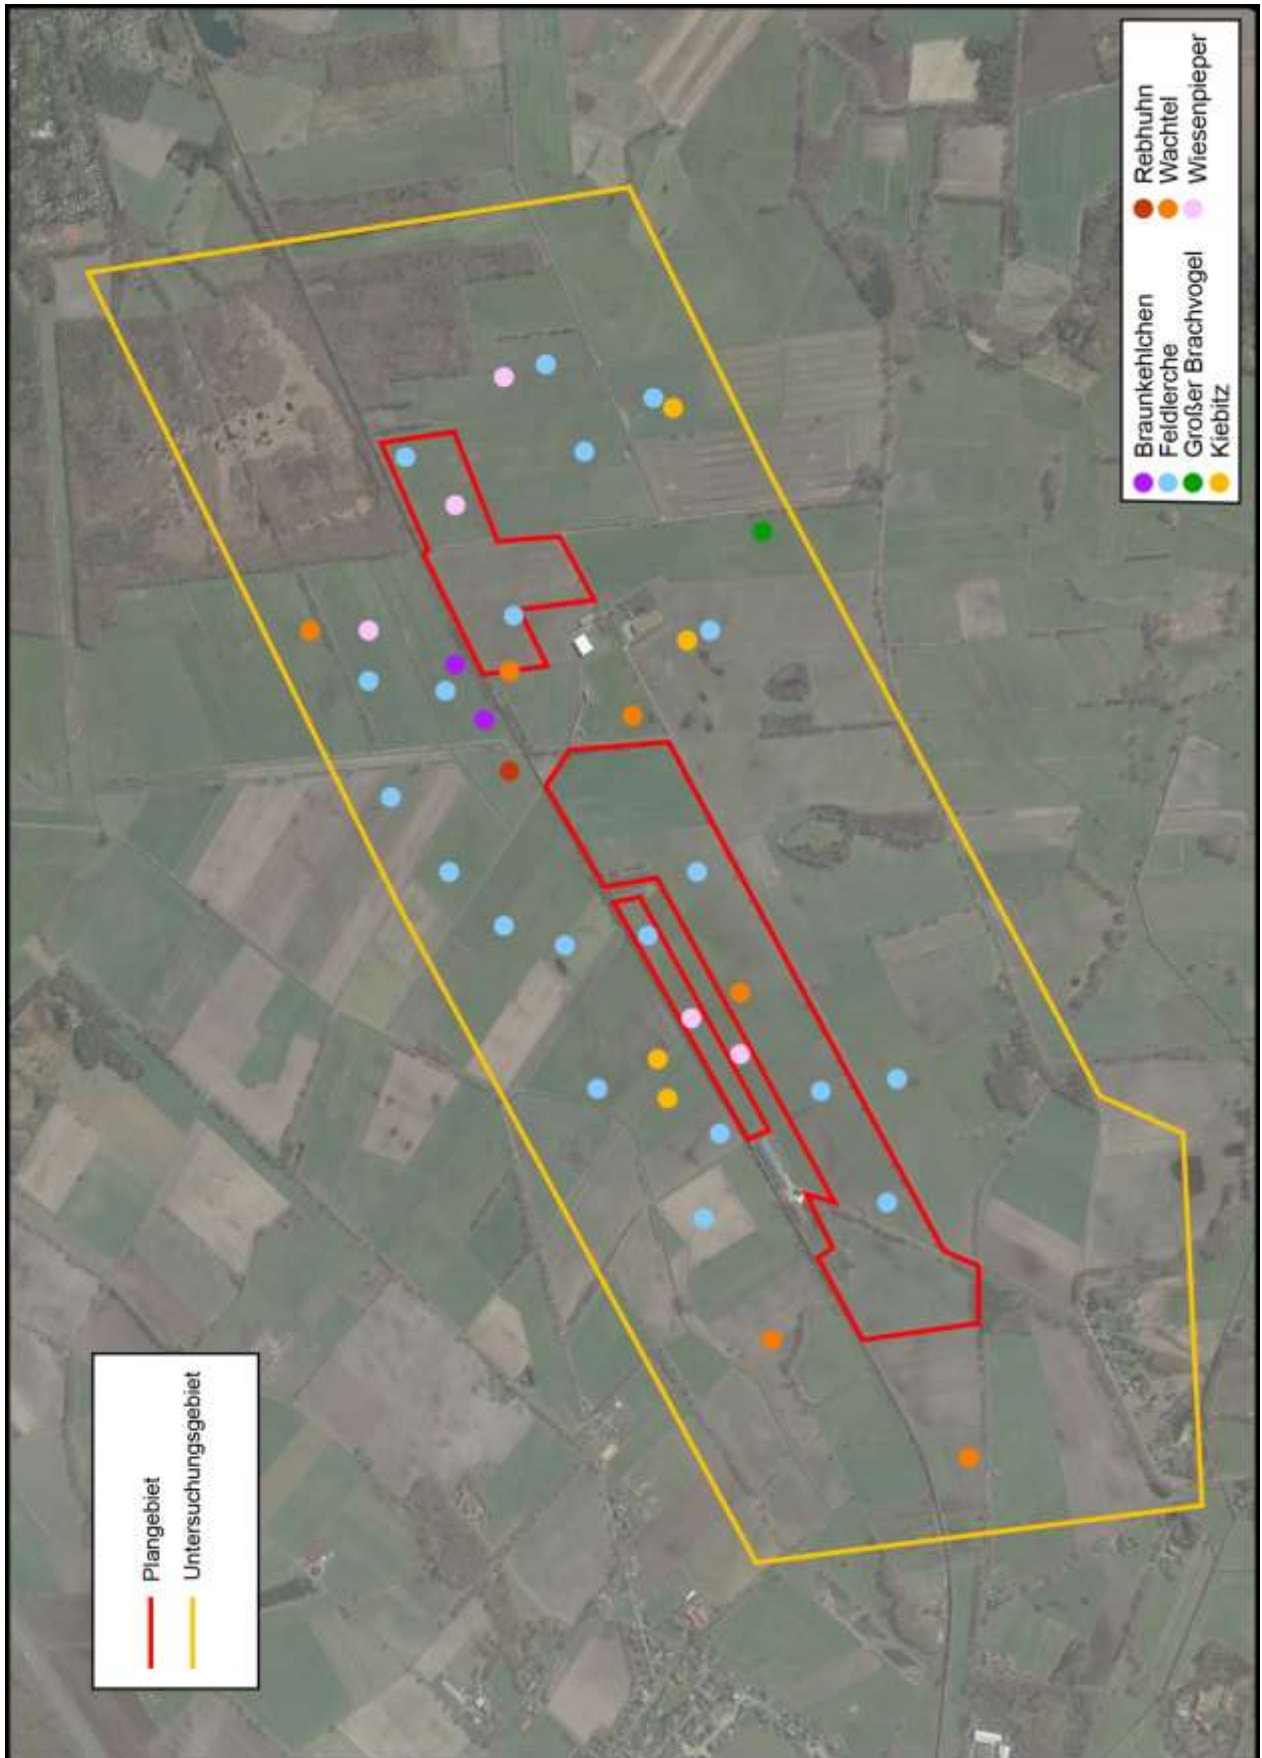 Plangebiet
Untersuchungsgebiet
Braunkehlchen
Feldlerche
Großer Brachvogel
Kiebitz
Rebhuhn
Wachtel
Wiesenpieper